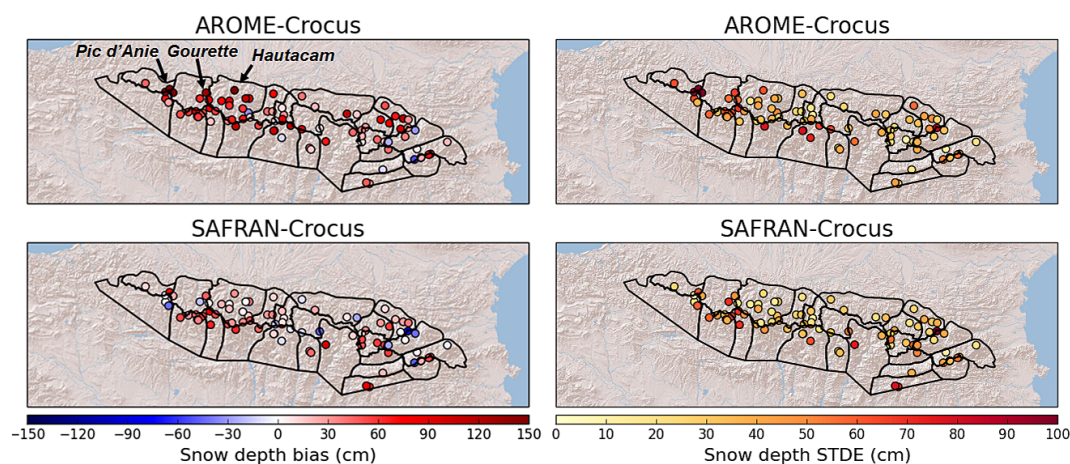 AROME-Crocus
AROME-Crocus
Pic d'Anie Gourette Hautacam
SAFRAN-Crocus
SAFRAN-Crocus
−150 −120 −90 −60 −30 0 30 60 90 120 150
0 10 20 30 40 50 60 70 80 90 100
Snow depth bias (cm)
Snow depth STDE (cm)